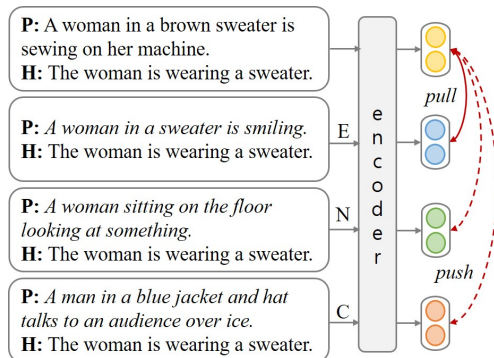 P: A woman in a brown sweater is
sewing on her machine.
H: The woman is wearing a sweater.
P: A woman in a sweater is smiling.
H: The woman is wearing a sweater.
E
P: A woman sitting on the floor
looking at something.
H: The woman is wearing a sweater.
N
P: A man in a blue jacket and hat
talks to an audience over ice.
H: The woman is wearing a sweater.
C
encoder
pull
push